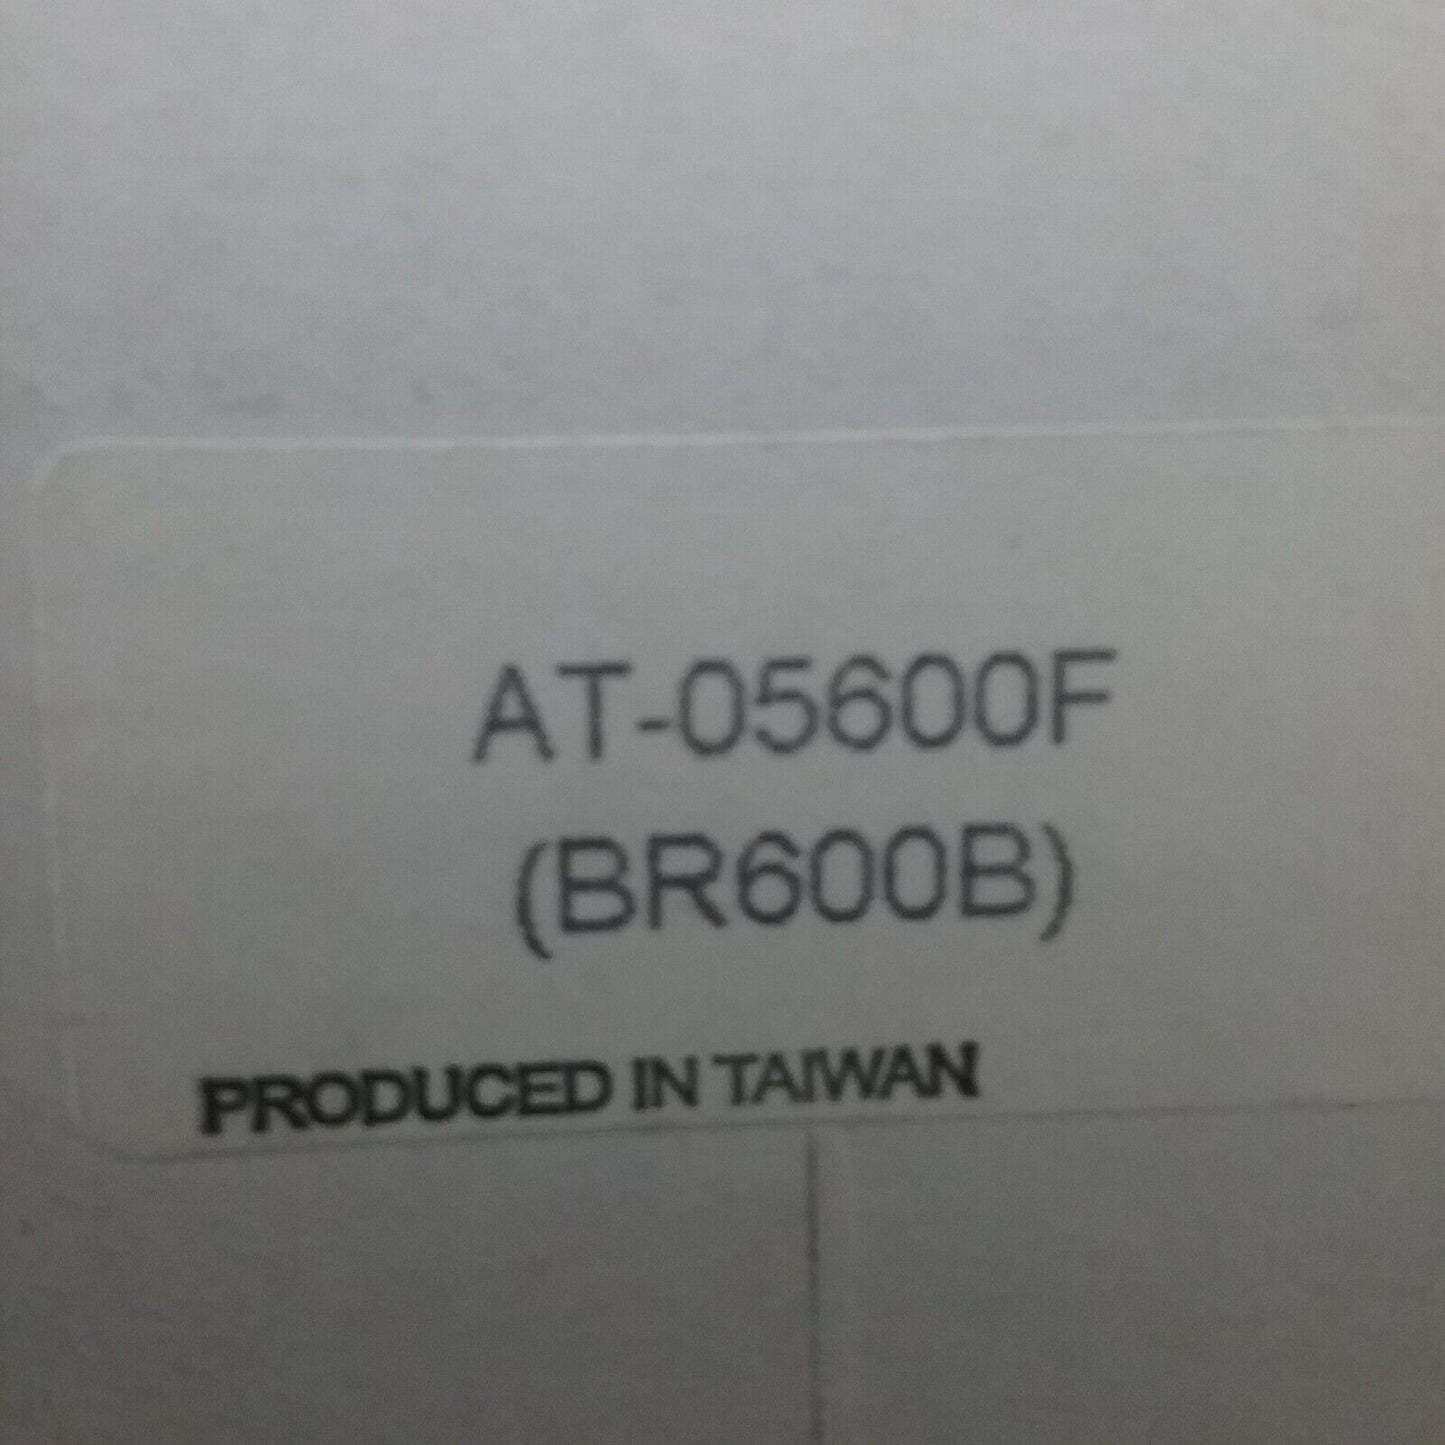 AT-05600F
(BR600B)
PRODUCED IN TAIWAN